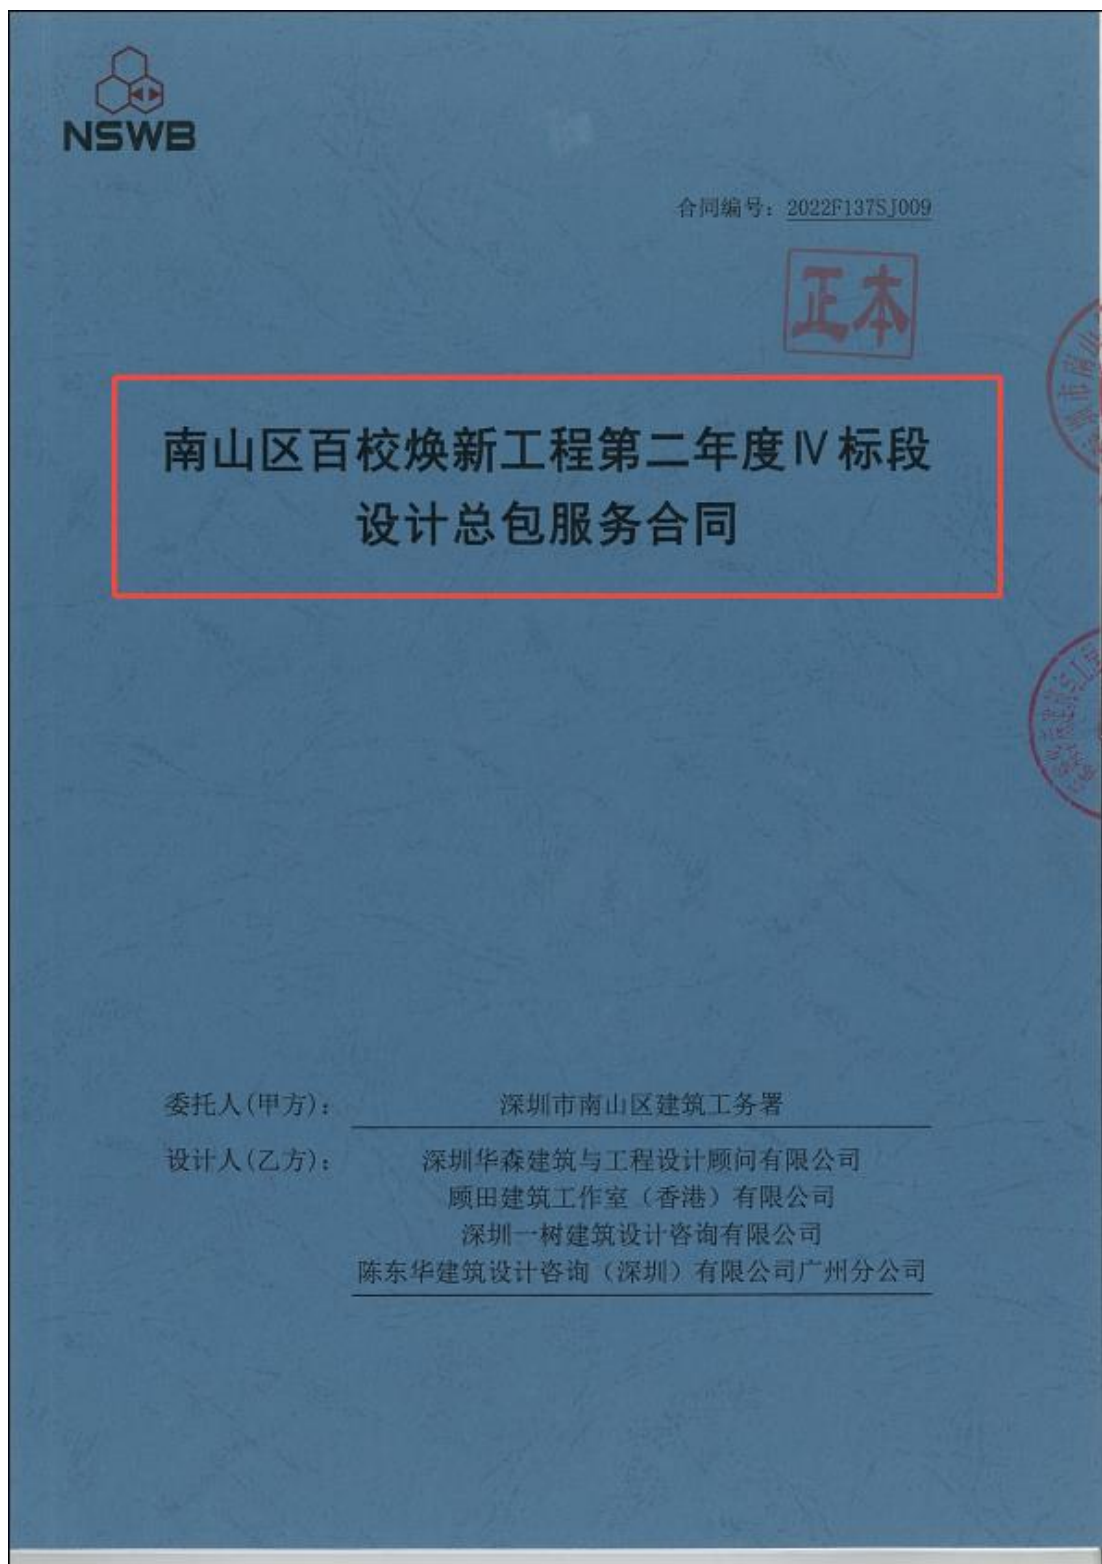 NSWB
合同编号：2022F137SJ009
正本
南山区百校焕新工程第二年度Ⅳ标段
设计总包服务合同
委托人(甲方)：
深圳市南山区建筑工务署
设计人(乙方)：
深圳华森建筑与工程设计顾问有限公司
顾田建筑工作室（香港）有限公司
深圳一树建筑设计咨询有限公司
陈东华建筑设计咨询（深圳）有限公司广州分公司